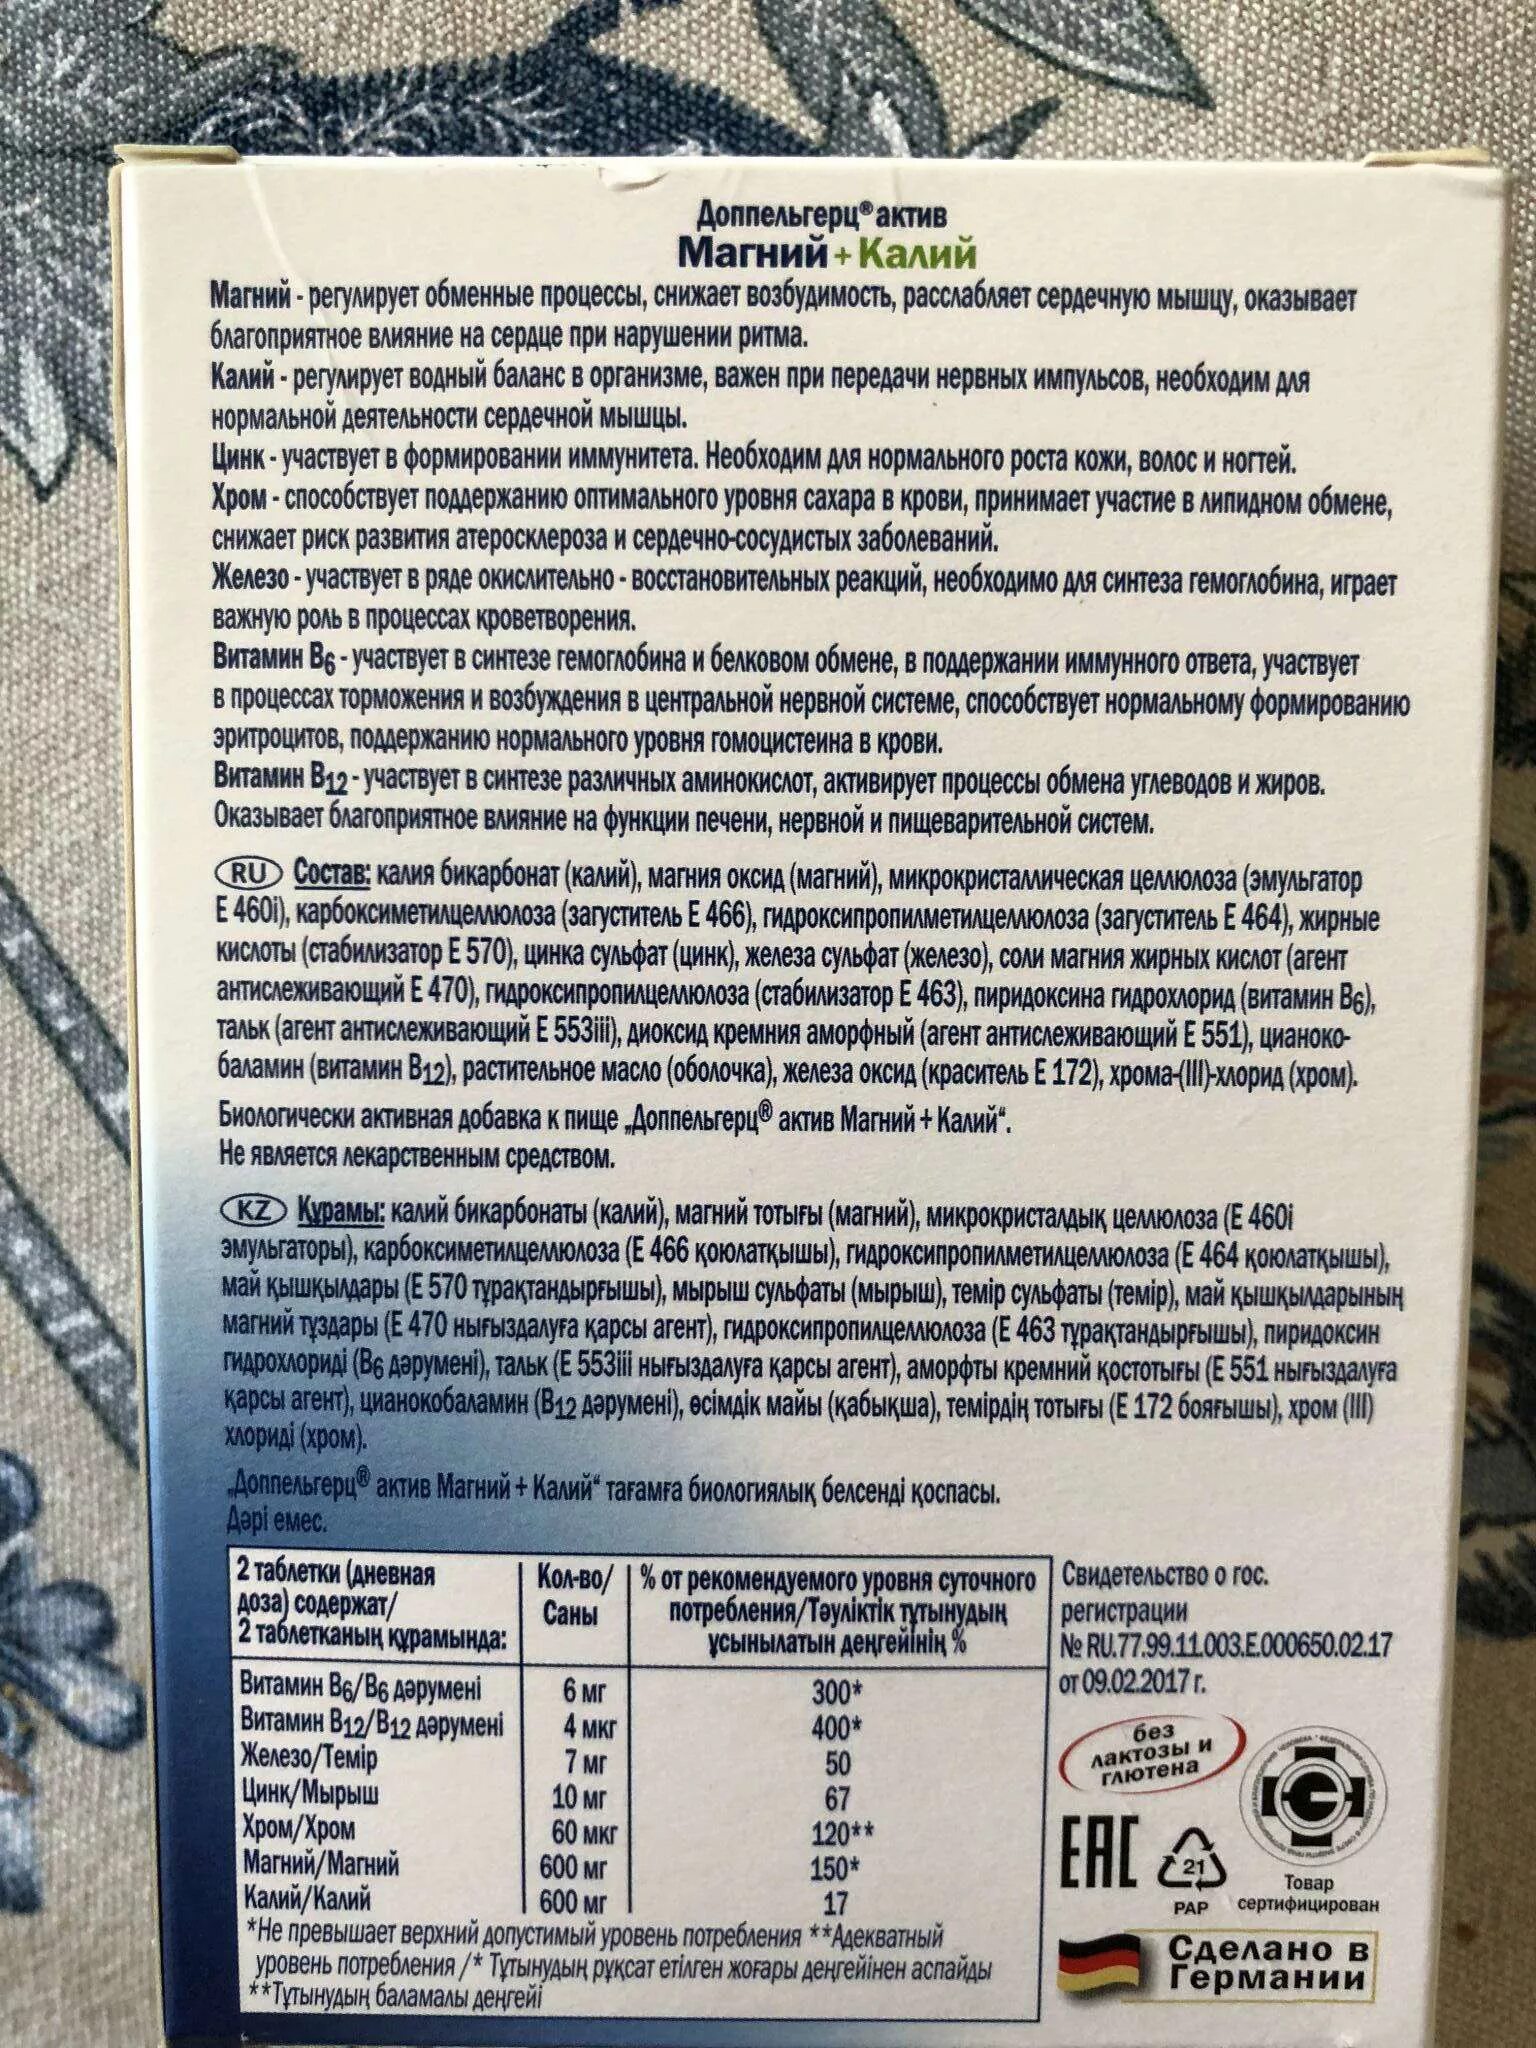 Доппельгерц® актив
Магний + Калий
Магний - регулирует обменные процессы, снижает возбудимость, расслабляет сердечную мышцу, оказывает
благоприятное влияние на сердце при нарушении ритма.
Калий - регулирует водный баланс в организме, важен при передачи нервных импульсов, необходим для
нормальной деятельности сердечной мышцы.
Цинк - участвует в формировании иммунитета. Необходим для нормального роста кожи, волос и ногтей.
Хром - способствует поддержанию оптимального уровня сахара в крови, принимает участие в липидном обмене,
снижает риск развития атеросклероза и сердечно-сосудистых заболеваний.
Железо - участвует в ряде окислительно - восстановительных реакций, необходимо для синтеза гемоглобина, играет
важную роль в процессах кроветворения.
Витамин B6 - участвует в синтезе гемоглобина и белковом обмене, в поддержании иммунного ответа, участвует
в процессах торможения и возбуждения в центральной нервной системе, способствует нормальному формированию
эритроцитов, поддержанию нормального уровня гомоцистеина в крови.
Витамин B12 - участвует в синтезе различных аминокислот, активирует процессы обмена углеводов и жиров.
Оказывает благоприятное влияние на функции печени, нервной и пищеварительной систем.
RU Состав: калия бикарбонат (калий), магния оксид (магний), микрокристаллическая целлюлоза (эмульгатор
E 460i), карбоксиметилцеллюлоза (загуститель E 466), гидроксипропилметилцеллюлоза (загуститель E 464), жирные
кислоты (стабилизатор E 570), цинка сульфат (цинк), железа сульфат (железо), соли магния жирных кислот (агент
антислеживающий E 470), гидроксипропилцеллюлоза (стабилизатор E 463), пиридоксина гидрохлорид (витамин B6),
тальк (агент антислеживающий E 553iii), диоксид кремния аморфный (агент антислеживающий E 551), цианоко-
баламин (витамин B12), растительное масло (оболочка), железа оксид (краситель E 172), хрома-(III)-хлорид (хром).
Биологически активная добавка к пище „Доппельгерц® актив Магний + Калий“.
Не является лекарственным средством.
KZ Құрамы: калий бикарбонаты (калий), магний тотығы (магний), микрокристалдық целлюлоза (E 460i
эмульгаторы), карбоксиметилцеллюлоза (E 466 қоюлатқышы), гидроксипропилметилцеллюлоза (E 464 қоюлатқышы),
май қышқылдары (E 570 тұрақтандырғышы), мырыш сульфаты (мырыш), темір сульфаты (темір), май қышқылдарының
магний тұздары (E 470 нығыздалуға қарсы агент), гидроксипропилцеллюлоза (E 463 тұрақтандырғышы), пиридоксин
гидрохлориді (B6 дәрумені), тальк (E 553iii нығыздалуға қарсы агент), аморфты кремний қостотығы (E 551 нығыздалуға
қарсы агент), цианокобаламин (B12 дәрумені), өсімдік майы (қабықша), темірдің тотығы (E 172 бояғышы), хром (III)
хлориді (хром).
„Доппельгерц® актив Магний + Калий“ тағамға биологиялық белсенді қоспасы.
Дәрі емес.
2 таблетки (дневная
доза) содержат/
2 таблетканың құрамында:
Кол-во/
Саны
% от рекомендуемого уровня суточного
потребления/Тәуліктік тұтынудың
ұсынылатын деңгейінің %
Витамин B6/B6 дәрумені 6 мг 300*
Витамин B12/B12 дәрумені 4 мкг 400*
Железо/Темір 7 мг 50
Цинк/Мырыш 10 мг 67
Хром/Хром 60 мкг 120**
Магний/Магний 600 мг 150*
Калий/Калий 600 мг 17
*Не превышает верхний допустимый уровень потребления **Адекватный
уровень потребления /* Тұтынудың рұқсат етілген жоғары деңгейінен аспайды
**Тұтынудың баламалы деңгейі
Свидетельство о гос.
регистрации
№ RU.77.99.11.003.E.000650.02.17
от 09.02.2017 г.
без
лактозы и
глютена
EAC
21
PAP
Товар
сертифицирован
Сделано в
Германии